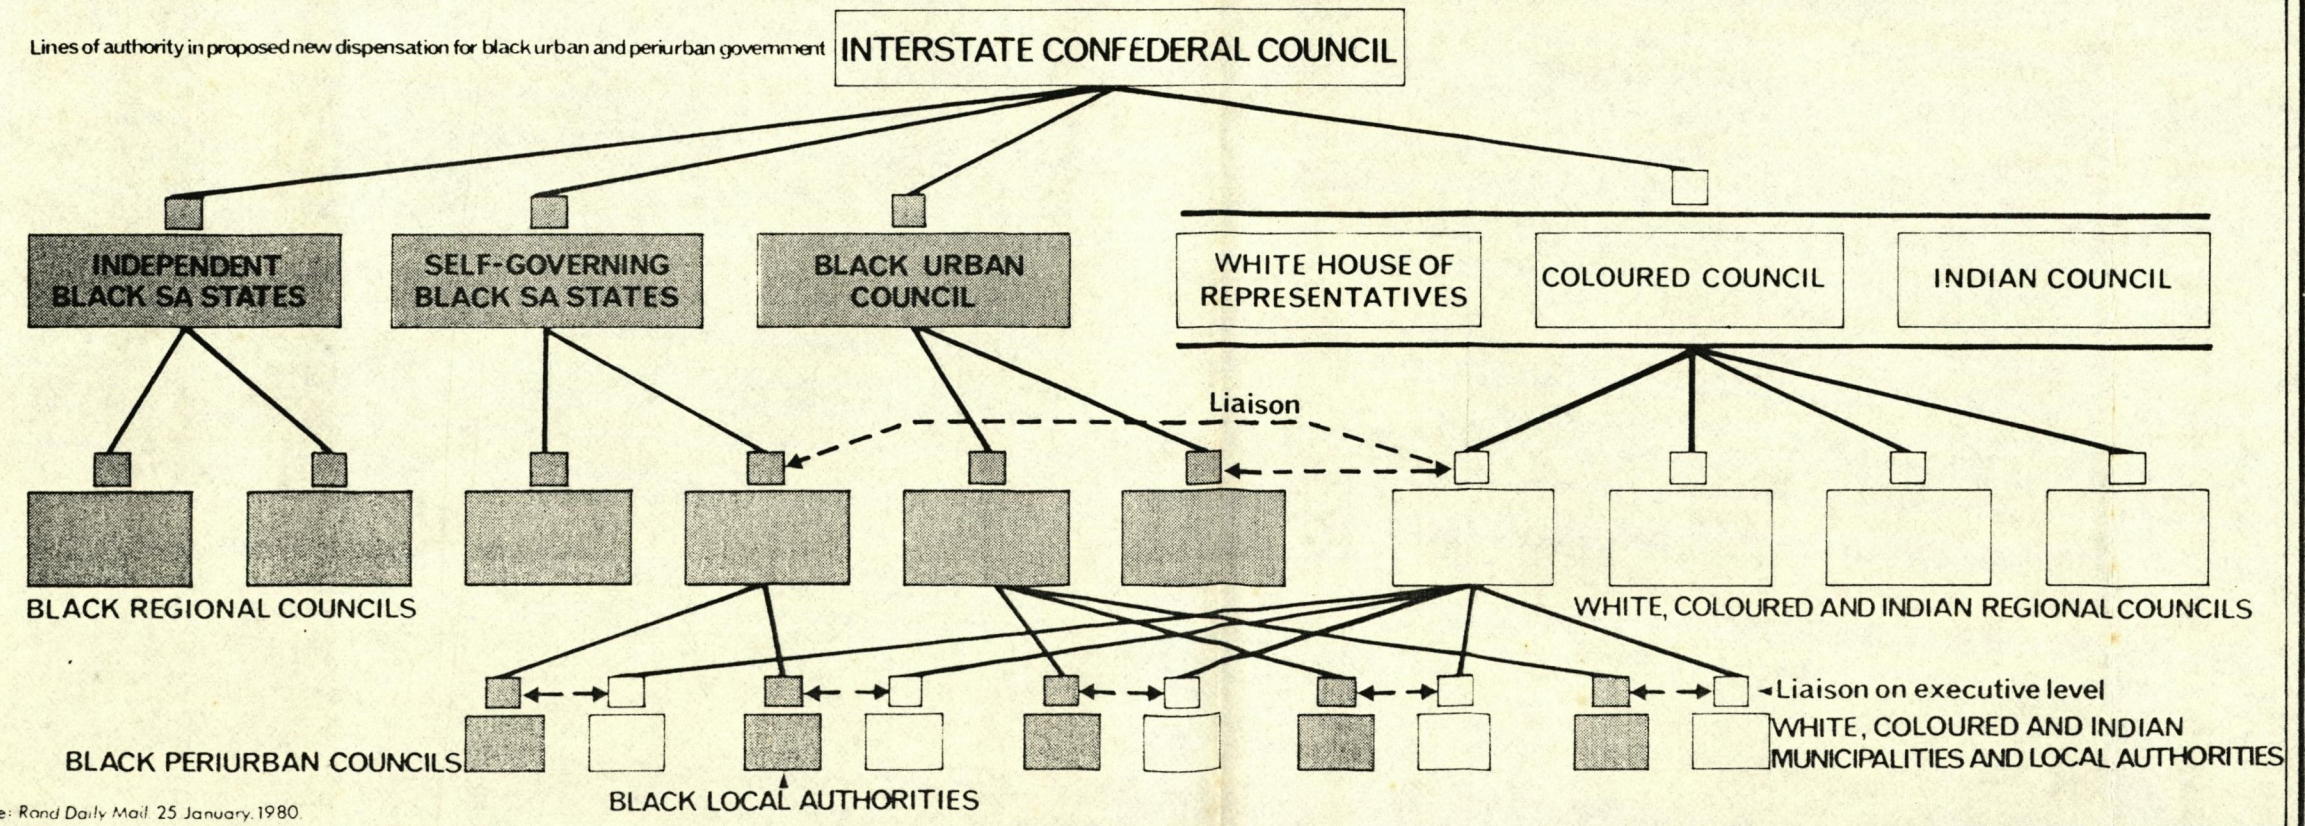 Lines of authority in proposed new dispensation for black urban and periurban government
INTERSTATE CONFEDERAL COUNCIL
INDEPENDENT
BLACK SA STATES
SELF-GOVERNING
BLACK SA STATES
BLACK URBAN
COUNCIL
WHITE HOUSE OF
REPRESENTATIVES
COLOURED COUNCIL
INDIAN COUNCIL
Liaison
BLACK REGIONAL COUNCILS
WHITE, COLOURED AND INDIAN REGIONAL COUNCILS
Liaison on executive level
BLACK PERIURBAN COUNCILS
WHITE, COLOURED AND INDIAN
MUNICIPALITIES AND LOCAL AUTHORITIES
BLACK LOCAL AUTHORITIES
e: Rand Daily Mail. 25 January. 1980.